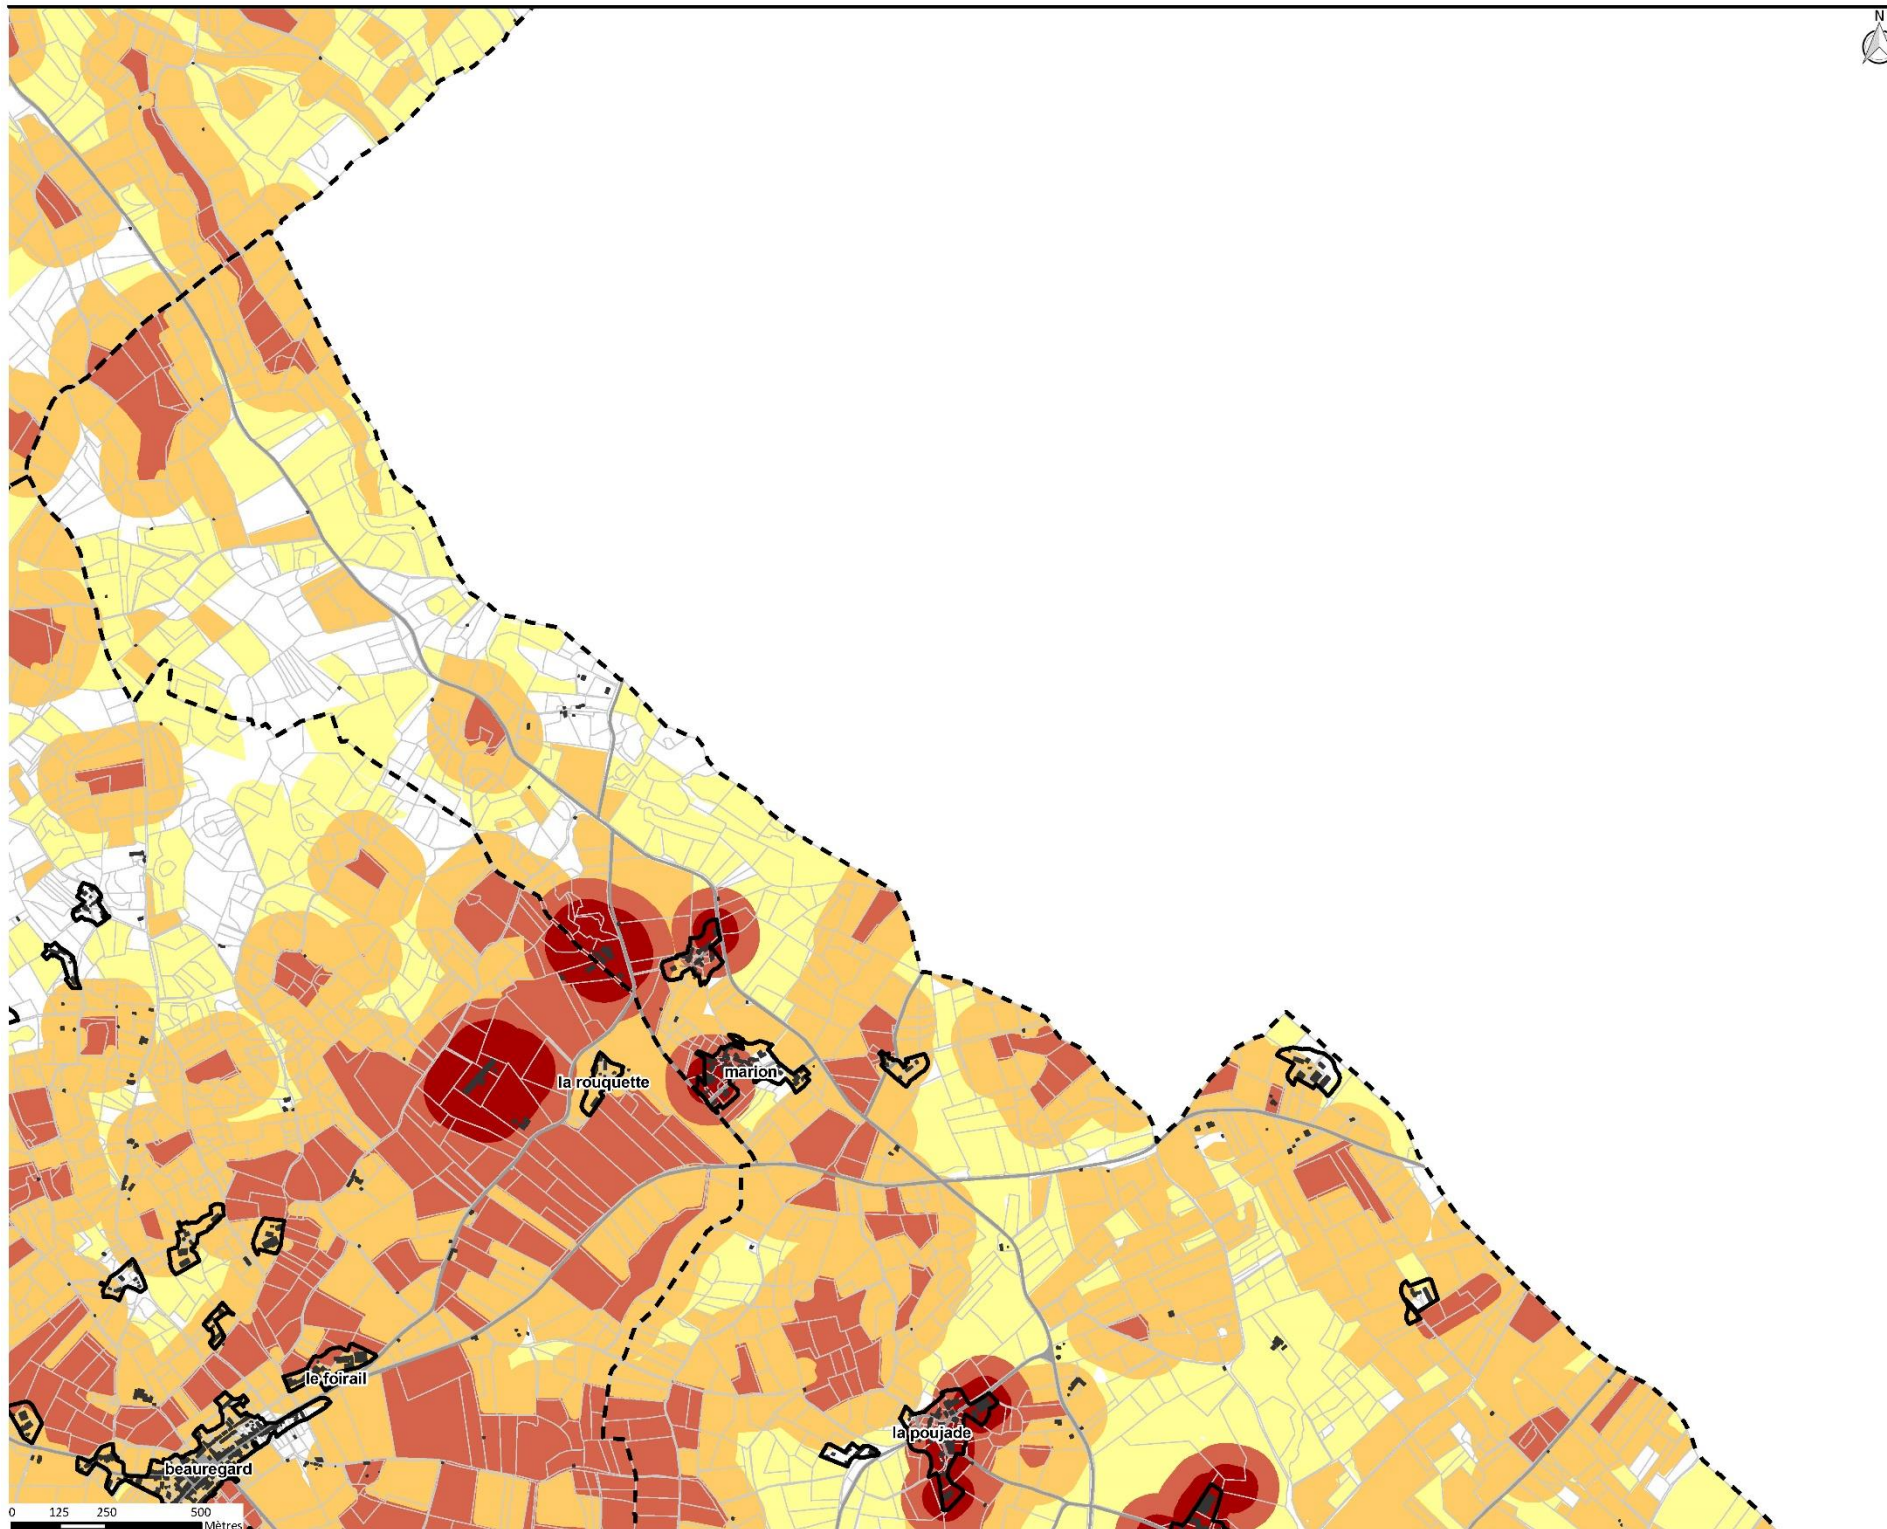 N
la rouquette
marion
le foirail
la poujade
beauregard
0 125 250 500
Mètres